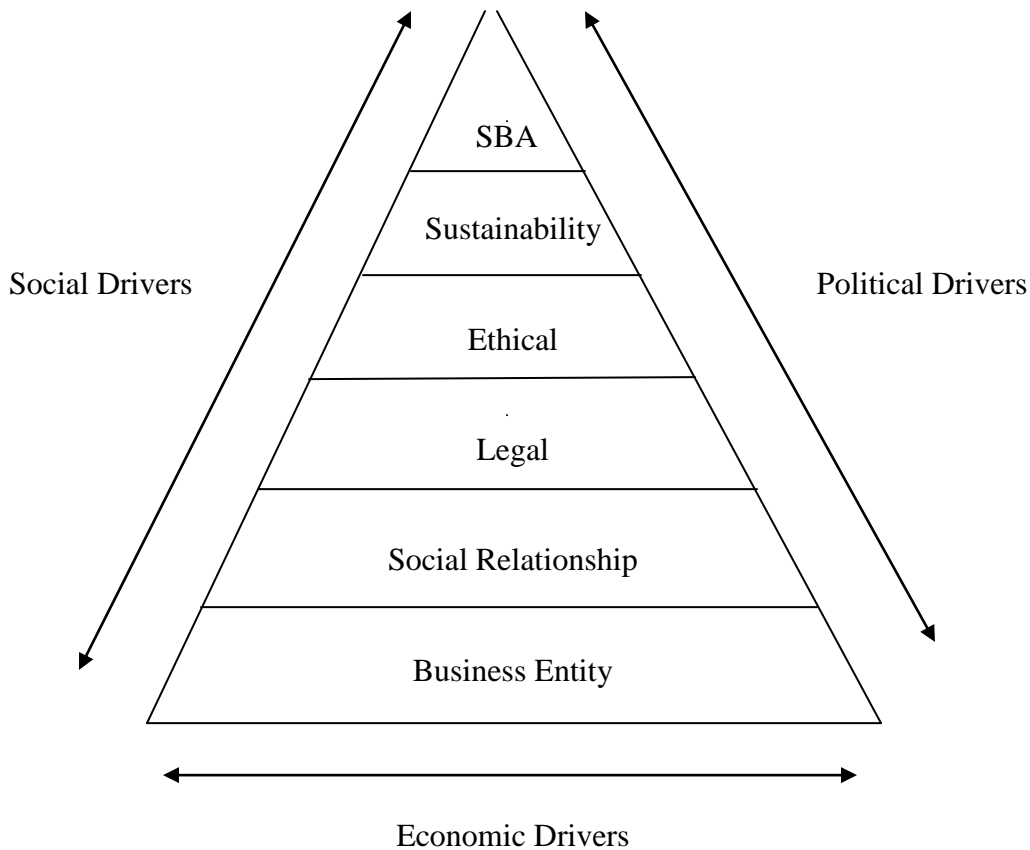 SBA
Sustainability
Social Drivers
Political Drivers
Ethical
Legal
Social Relationship
Business Entity
Economic Drivers